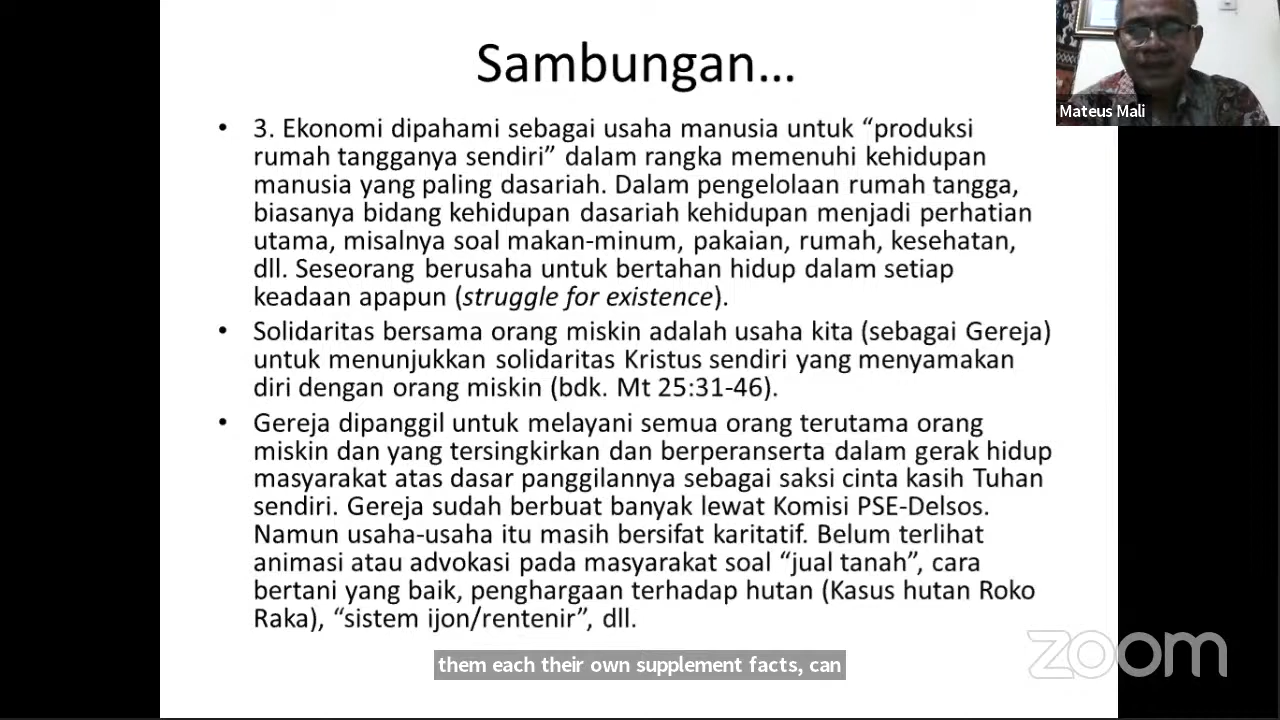 Sambungan...
Mateus Mali
• 3. Ekonomi dipahami sebagai usaha manusia untuk “produksi
rumah tangganya sendiri” dalam rangka memenuhi kehidupan
manusia yang paling dasariah. Dalam pengelolaan rumah tangga,
biasanya bidang kehidupan dasariah kehidupan menjadi perhatian
utama, misalnya soal makan-minum, pakaian, rumah, kesehatan,
dll. Seseorang berusaha untuk bertahan hidup dalam setiap
keadaan apapun (struggle for existence).
• Solidaritas bersama orang miskin adalah usaha kita (sebagai Gereja)
untuk menunjukkan solidaritas Kristus sendiri yang menyamakan
diri dengan orang miskin (bdk. Mt 25:31-46).
• Gereja dipanggil untuk melayani semua orang terutama orang
miskin dan yang tersingkirkan dan berperanserta dalam gerak hidup
masyarakat atas dasar panggilannya sebagai saksi cinta kasih Tuhan
sendiri. Gereja sudah berbuat banyak lewat Komisi PSE-Delsos.
Namun usaha-usaha itu masih bersifat karitatif. Belum terlihat
animasi atau advokasi pada masyarakat soal “jual tanah”, cara
bertani yang baik, penghargaan terhadap hutan (Kasus hutan Roko
Raka), “sistem ijon/rentenir”, dll.
them each their own supplement facts, can
zoom